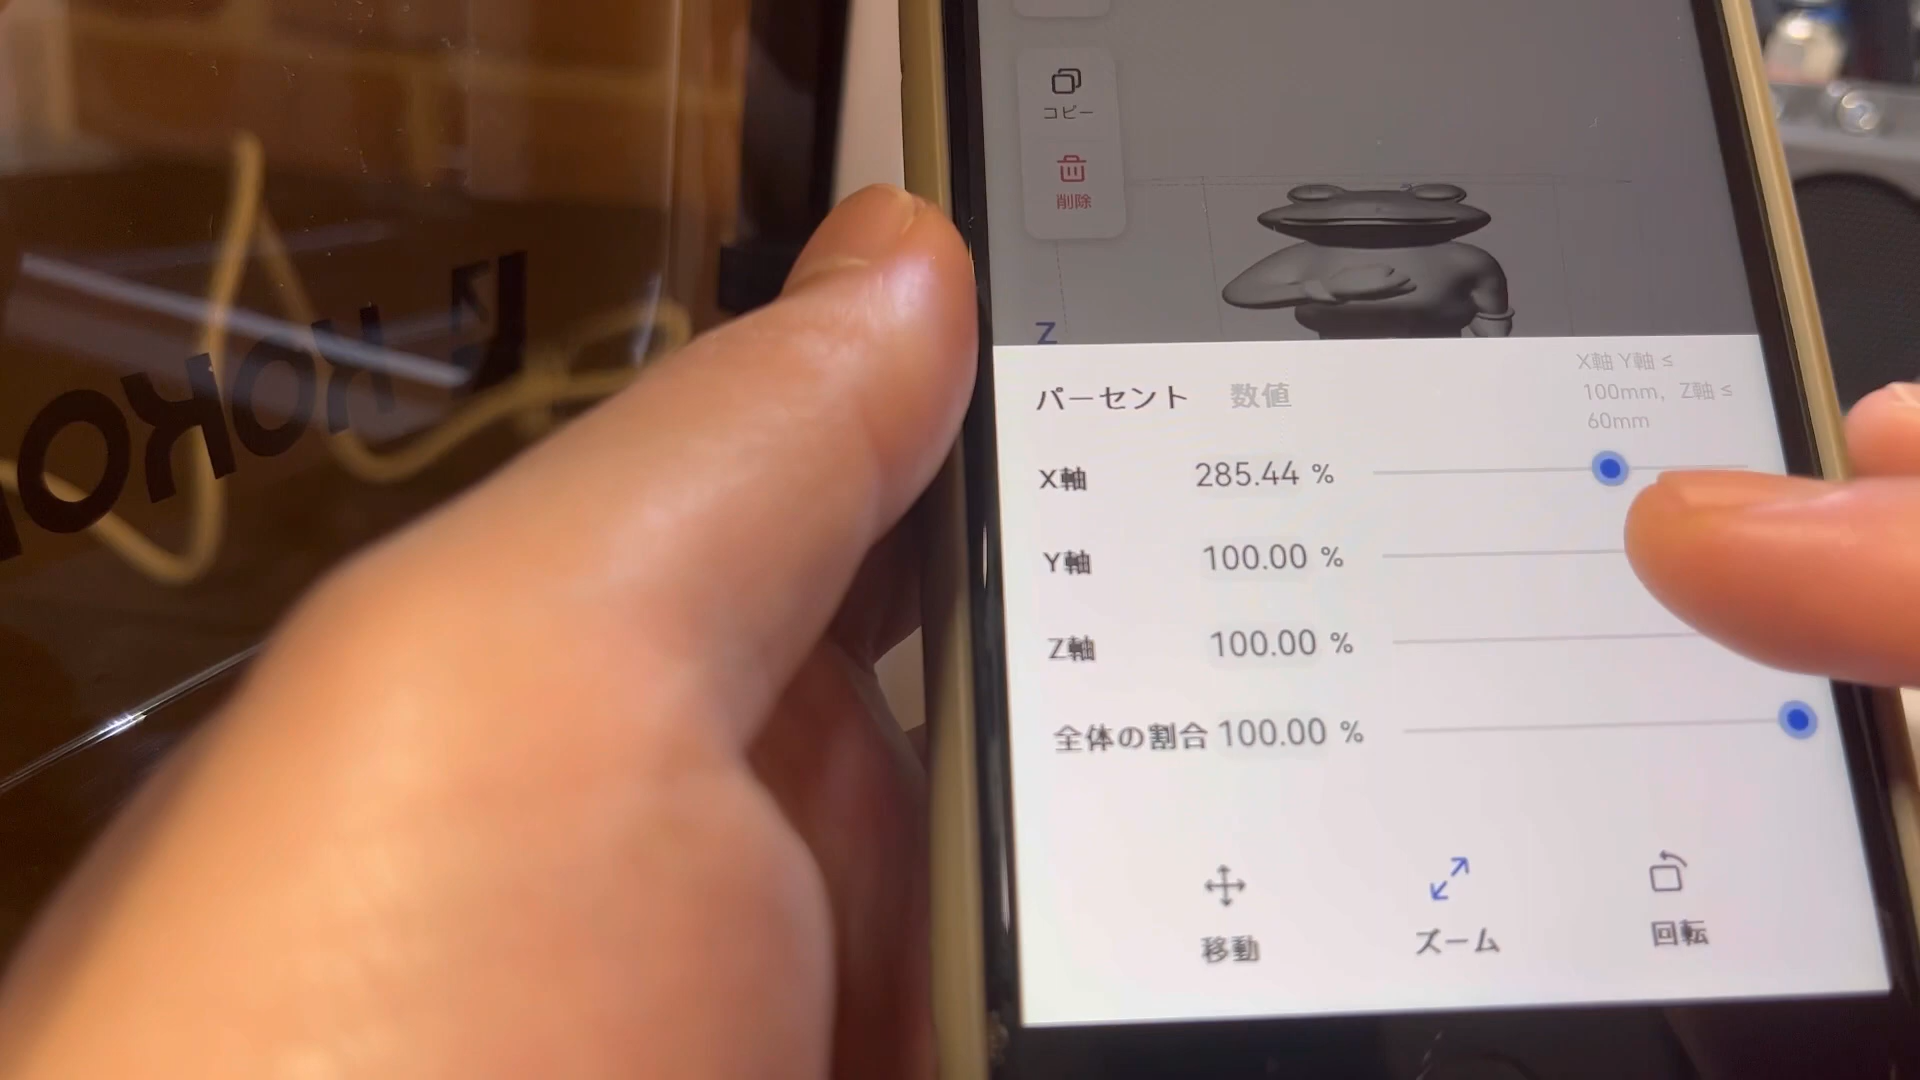 コピー
削除
Z
パーセント 数値
X軸 Y軸 ≤
100mm, Z軸 ≤
60mm
X軸 285.44 %
Y軸 100.00 %
Z軸 100.00 %
全体の割合 100.00 %
移動 ズーム 回転